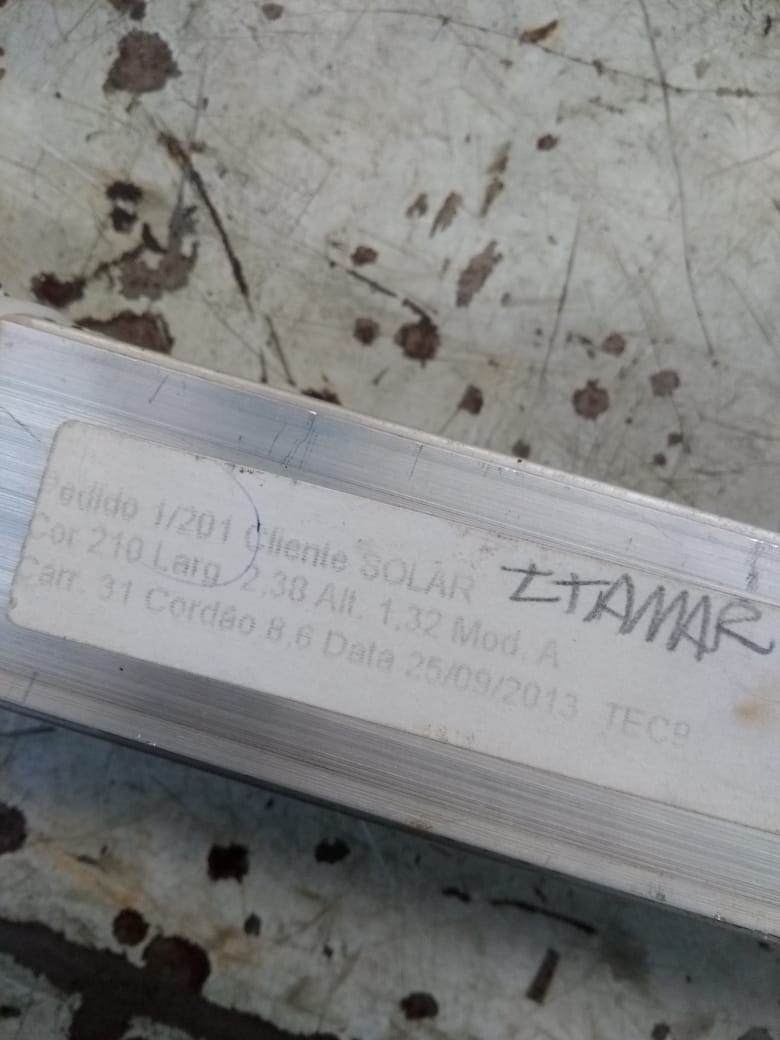 Pedido 1/201 Cliente SOLAR ITAMAR
Cor 210 Larg. 2.38 Alt. 1.32 Mod. A
Carr. 31 Cordão 8.6 Data 25/09/2013 TECº